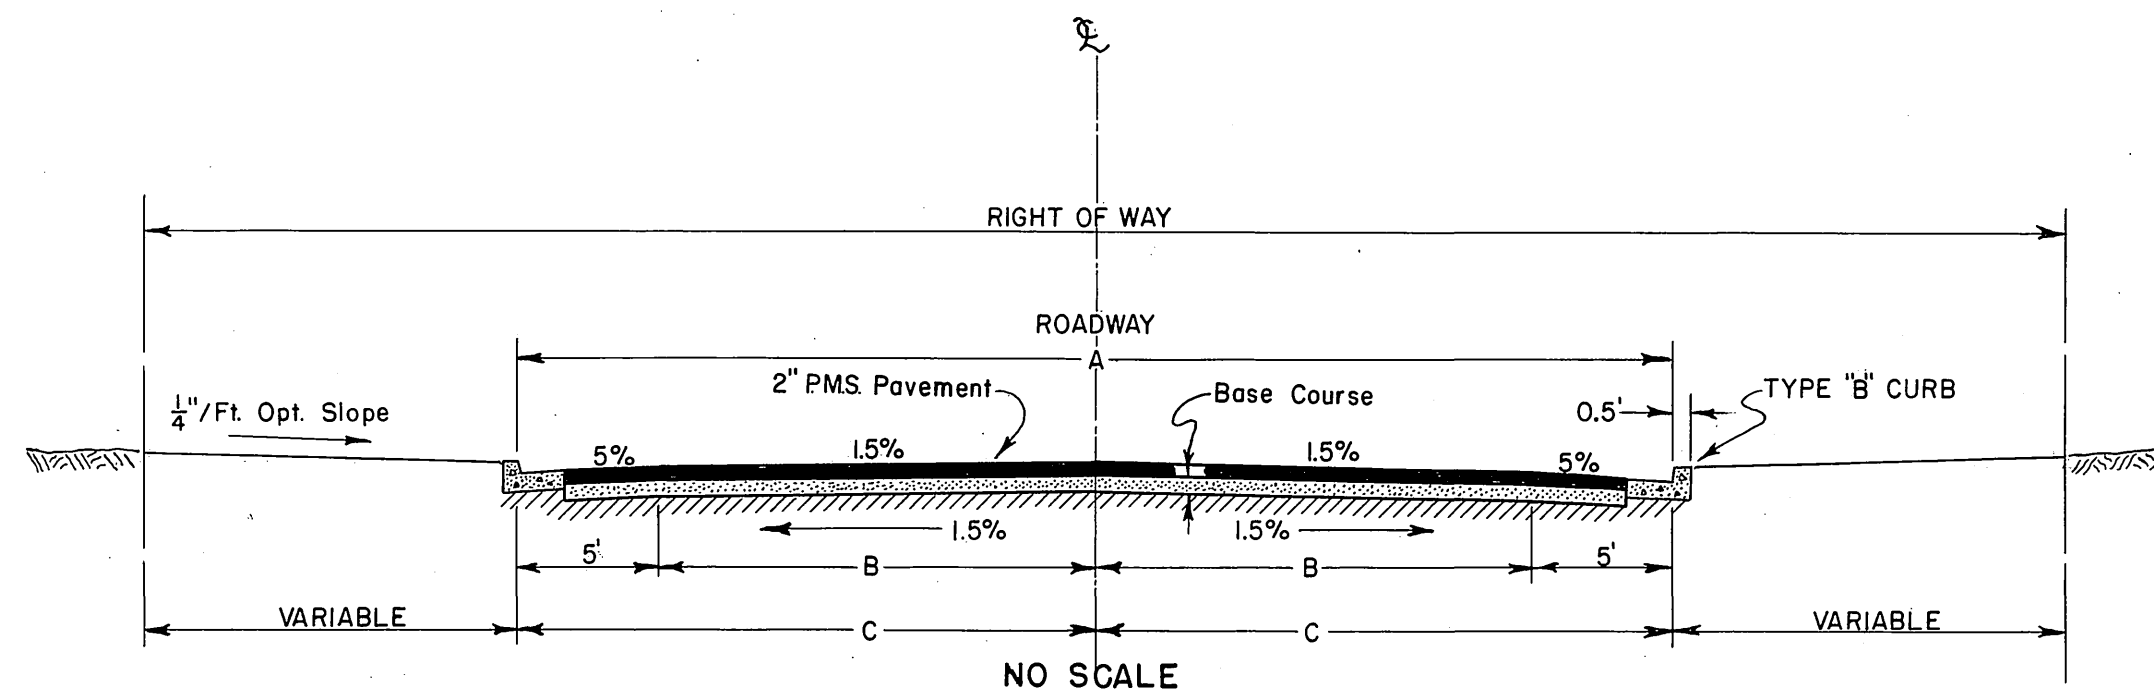 ℄
RIGHT OF WAY
ROADWAY
A
2" P.M.S. Pavement
Base Course
TYPE "B" CURB
0.5'
1/4"/Ft. Opt. Slope
5%
1.5%
1.5%
5%
1.5%
1.5%
5'
B
B
5'
VARIABLE
C
C
VARIABLE
NO SCALE